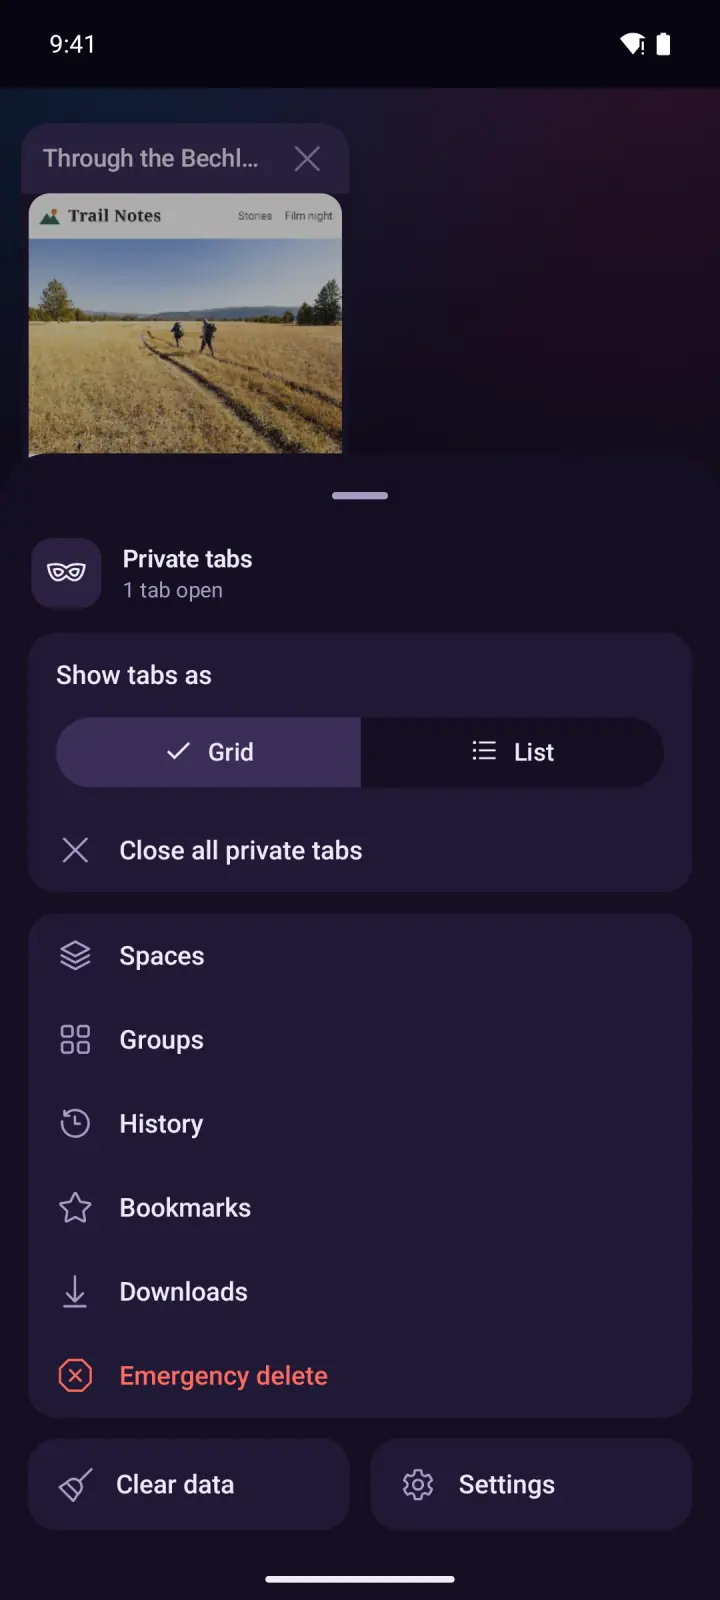 9:41
Through the Bechl...
Trail Notes
Stories Film night
Private tabs
1 tab open
Show tabs as
Grid
List
Close all private tabs
Spaces
Groups
History
Bookmarks
Downloads
Emergency delete
Clear data
Settings